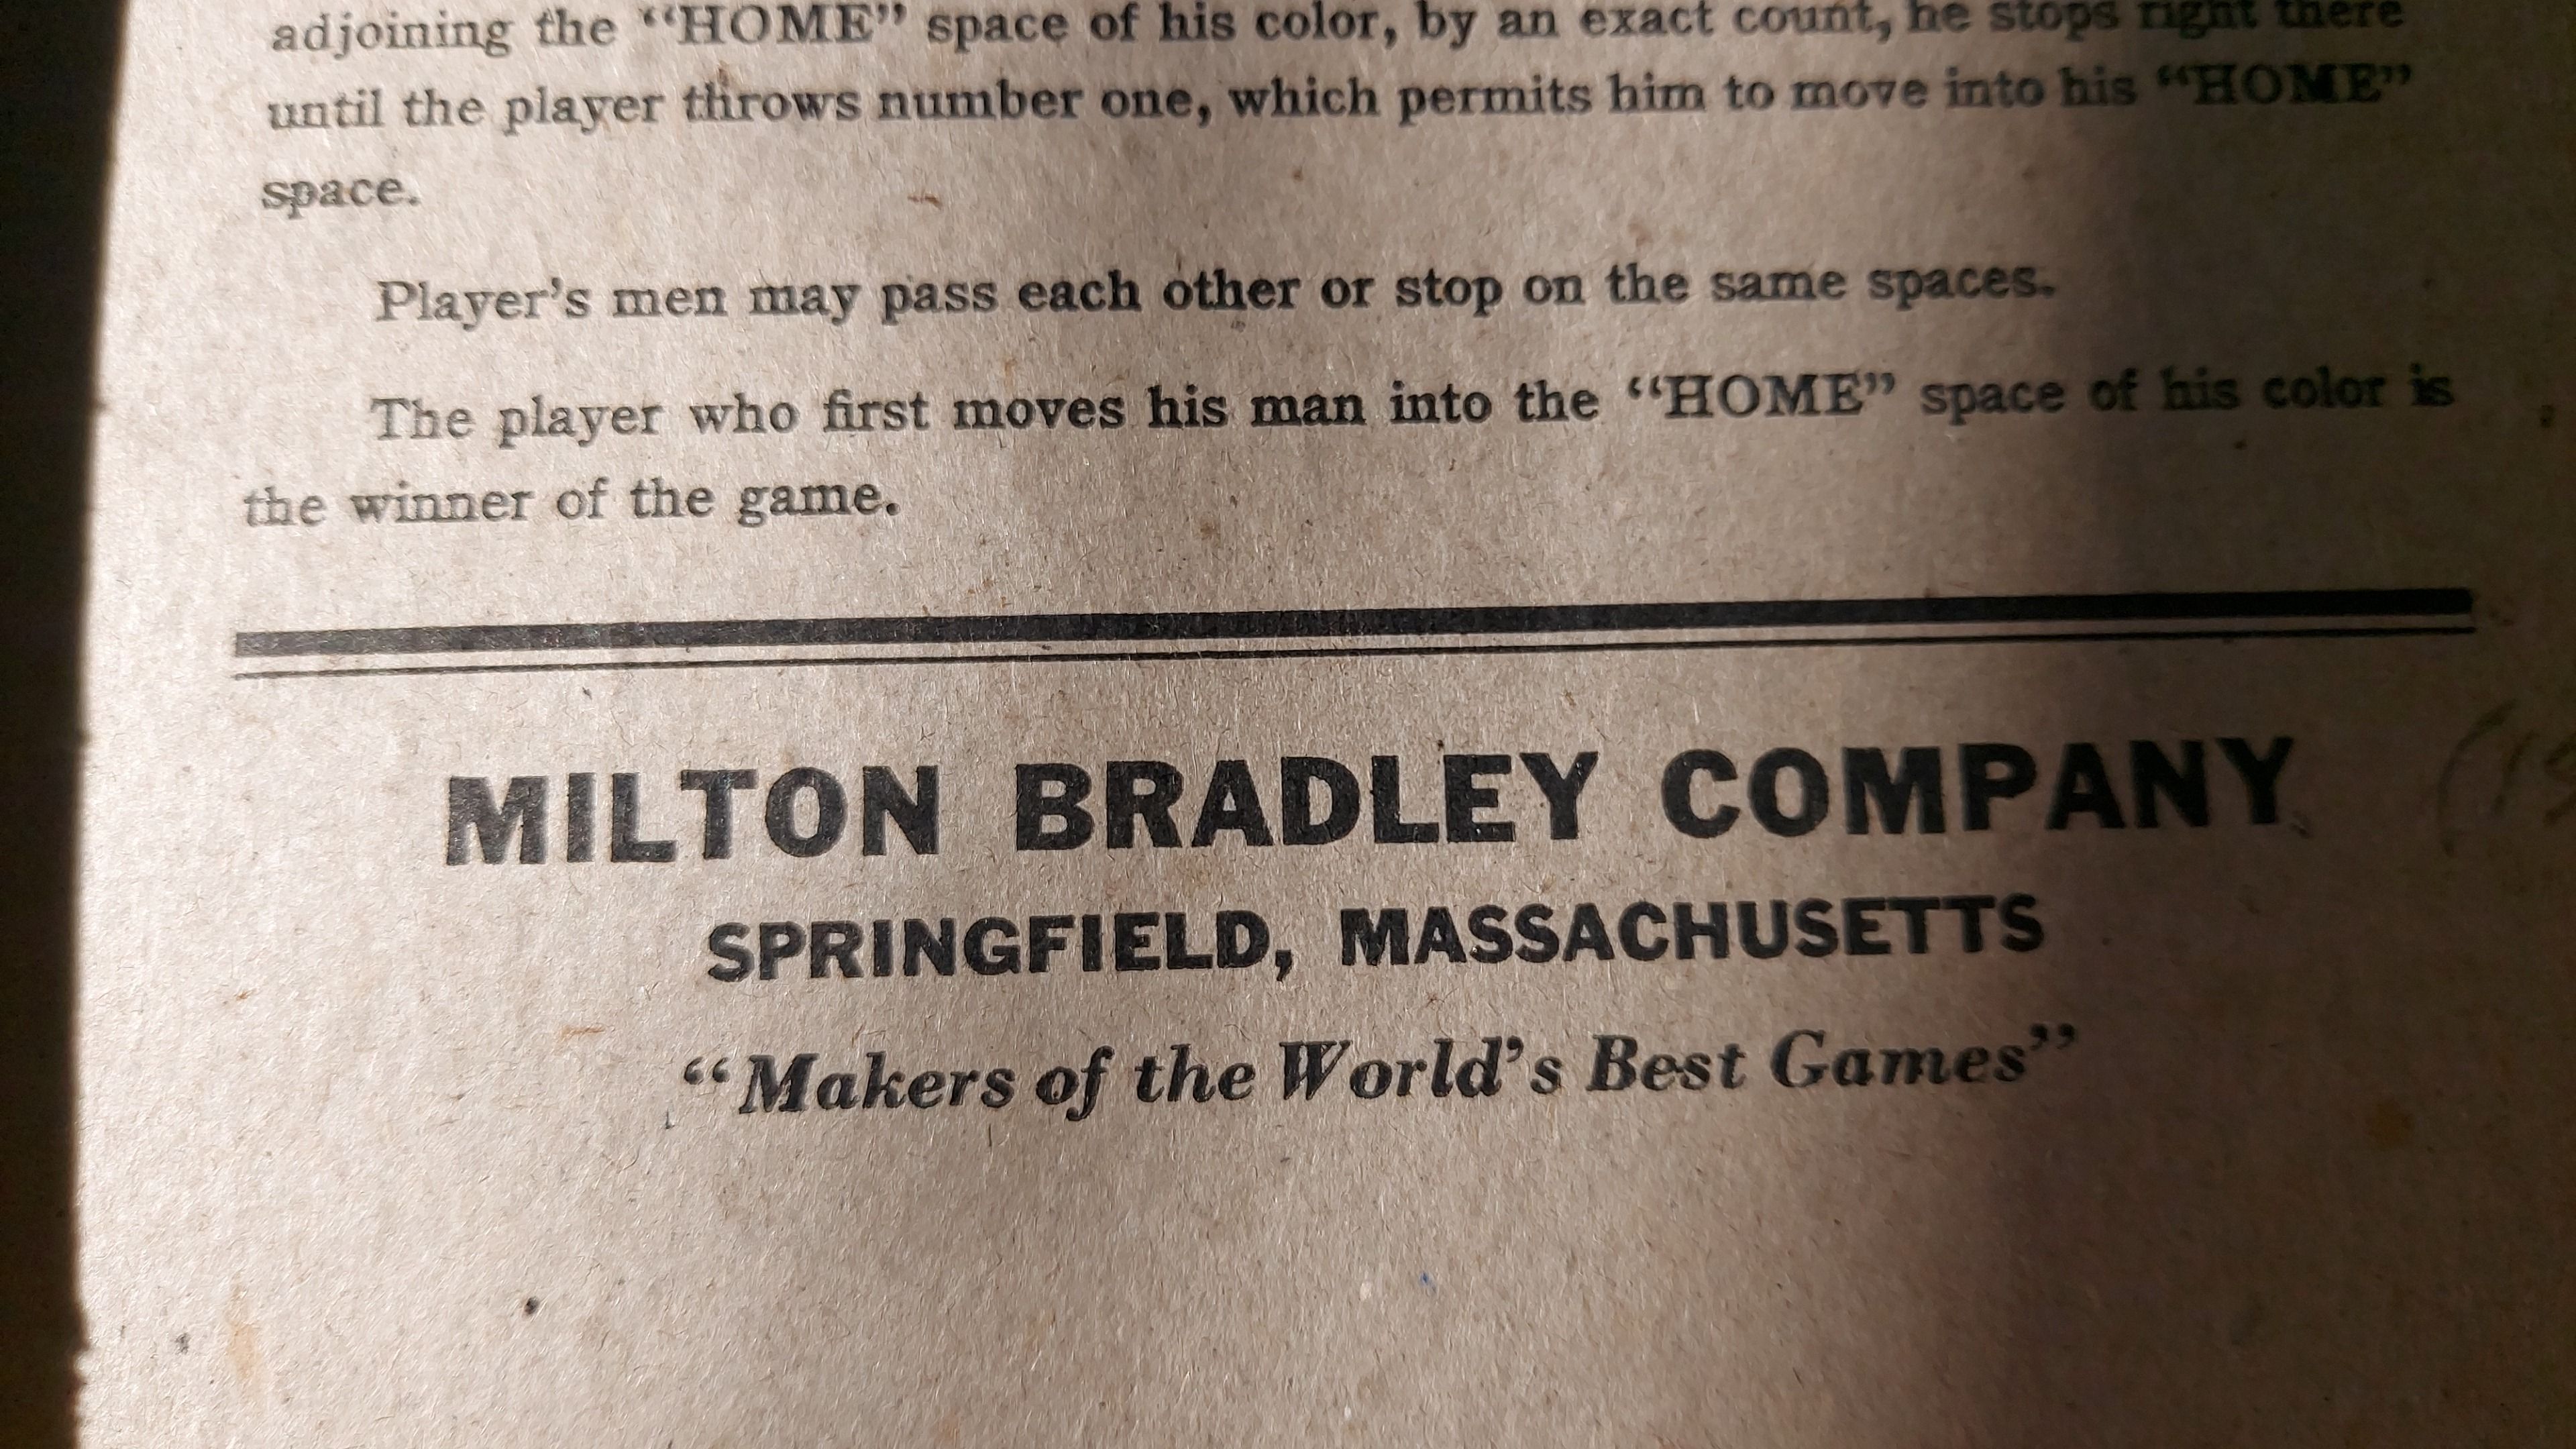 adjoining the “HOME” space of his color, by an exact count, he stops right there
until the player throws number one, which permits him to move into his “HOME”
space.
Player’s men may pass each other or stop on the same spaces.
The player who first moves his man into the “HOME” space of his color is
the winner of the game.
MILTON BRADLEY COMPANY
SPRINGFIELD, MASSACHUSETTS
“Makers of the World’s Best Games”